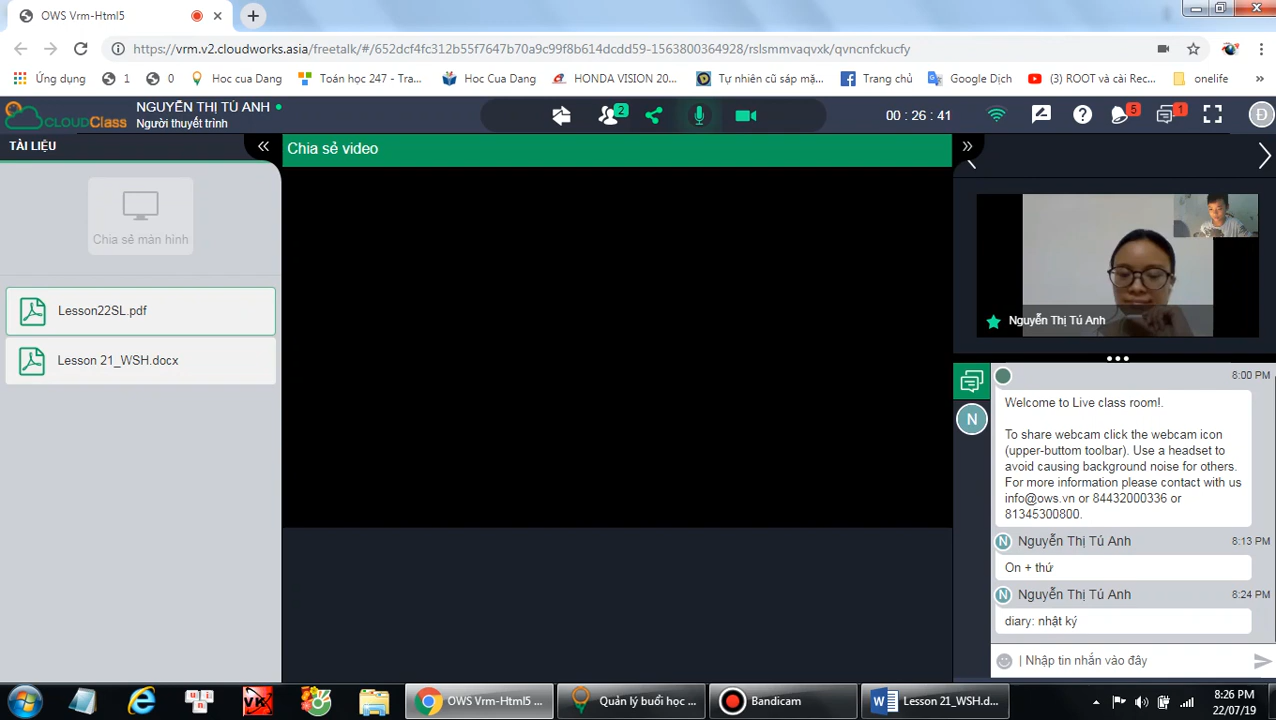 OWS Vrm-Html5
https://vrm.v2.cloudworks.asia/freetalk/#/652dcf4fc312b55f7647b70a9c99f8b614dcdd59-1563800364928/rslsmmvaqvxk/qvncnfckucfy
Ứng dụng 1 0 Hoc cua Dang Toán học 247 - Tra... Học Cua Dang HONDA VISION 20... Tự nhiên cũ sáp mặ... Trang chủ Google Dịch (3) ROOT và cài Rec... onelife »
CLOUDClass NGUYỄN THỊ TÚ ANH
Người thuyết trình
2 00 : 26 : 41 5 1 Đ
TÀI LIỆU « Chia sẻ video »
Chia sẻ màn hình
Lesson22SL.pdf
Lesson 21_WSH.docx
Nguyễn Thị Tú Anh
8:00 PM
Welcome to Live class room!.
To share webcam click the webcam icon
(upper-buttom toolbar). Use a headset to
avoid causing background noise for others.
For more information please contact with us
info@ows.vn or 84432000336 or
81345300800.
N
N Nguyễn Thị Tú Anh 8:13 PM
On + thứ
N Nguyễn Thị Tú Anh 8:24 PM
diary: nhật ký
Nhập tin nhắn vào đây
OWS Vrm-Html5 ... Quản lý buổi học ... Bandicam Lesson 21_WSH.d...
8:26 PM
22/07/19